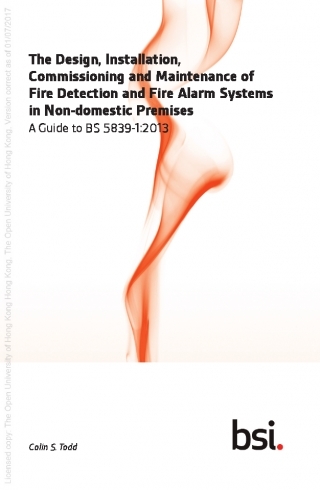 The Design, Installation,
Commissioning and Maintenance of
Fire Detection and Fire Alarm Systems
in Non-domestic Premises
A Guide to BS 5839-1:2013
Colin S. Todd
bsi.
Licensed copy: The Open University of Hong Kong Hong Kong, The Open University of Hong Kong, Version correct as of 01/07/2017